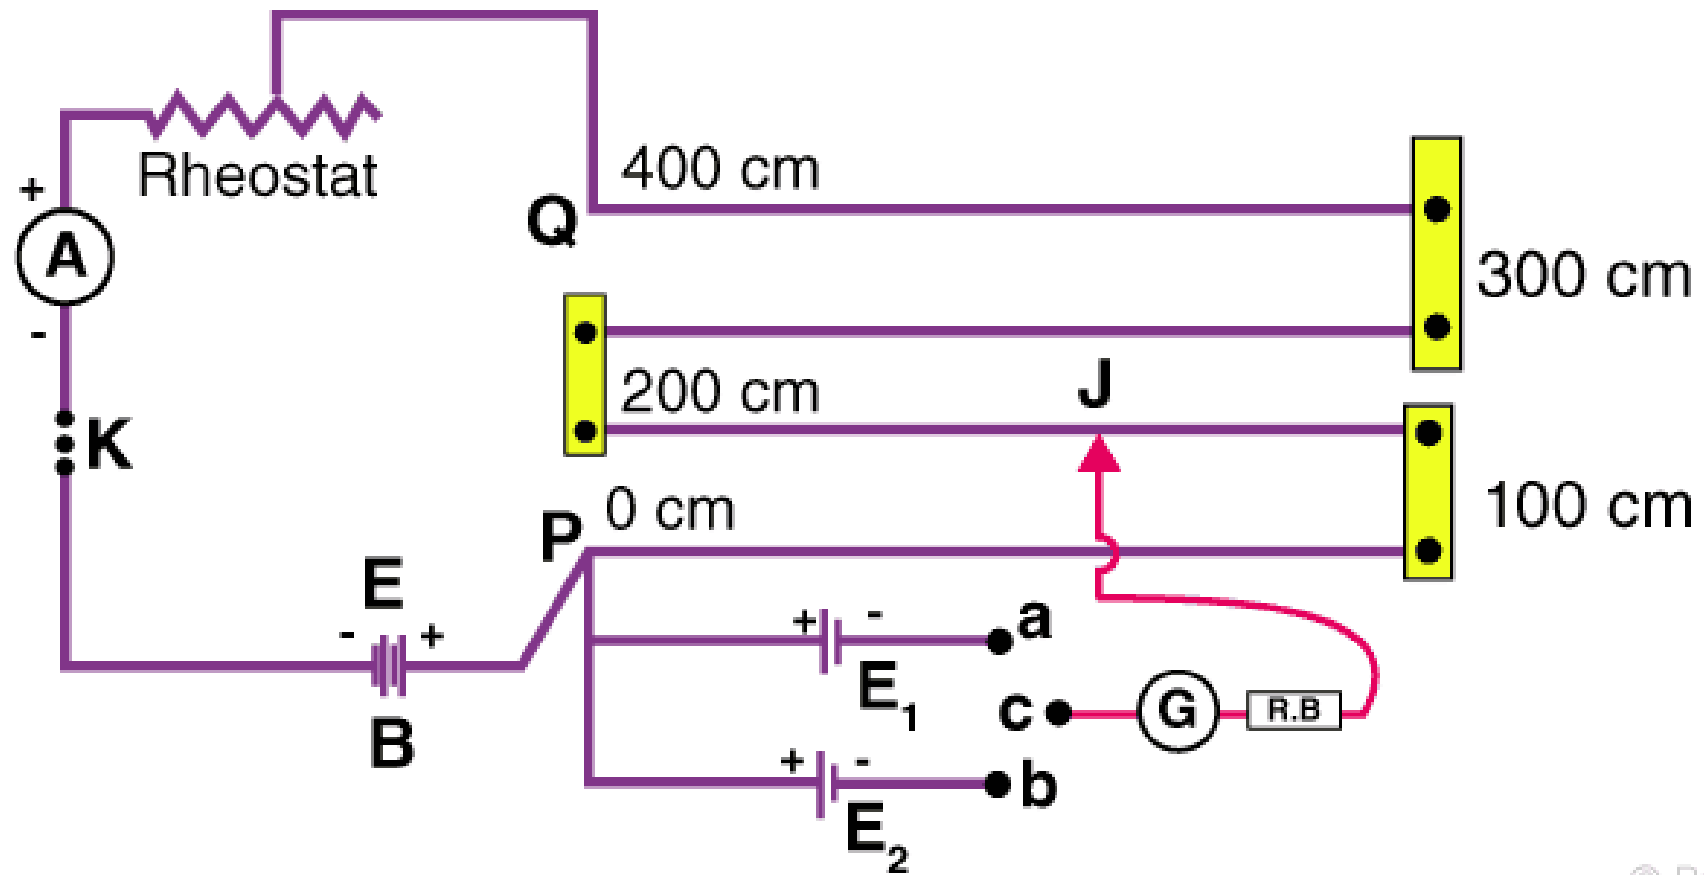 Rheostat
+
A
-
K
400 cm
Q
300 cm
200 cm
J
0 cm
P
100 cm
E
- +
B
+ -
a
E1
c
G
R.B
+ -
b
E2